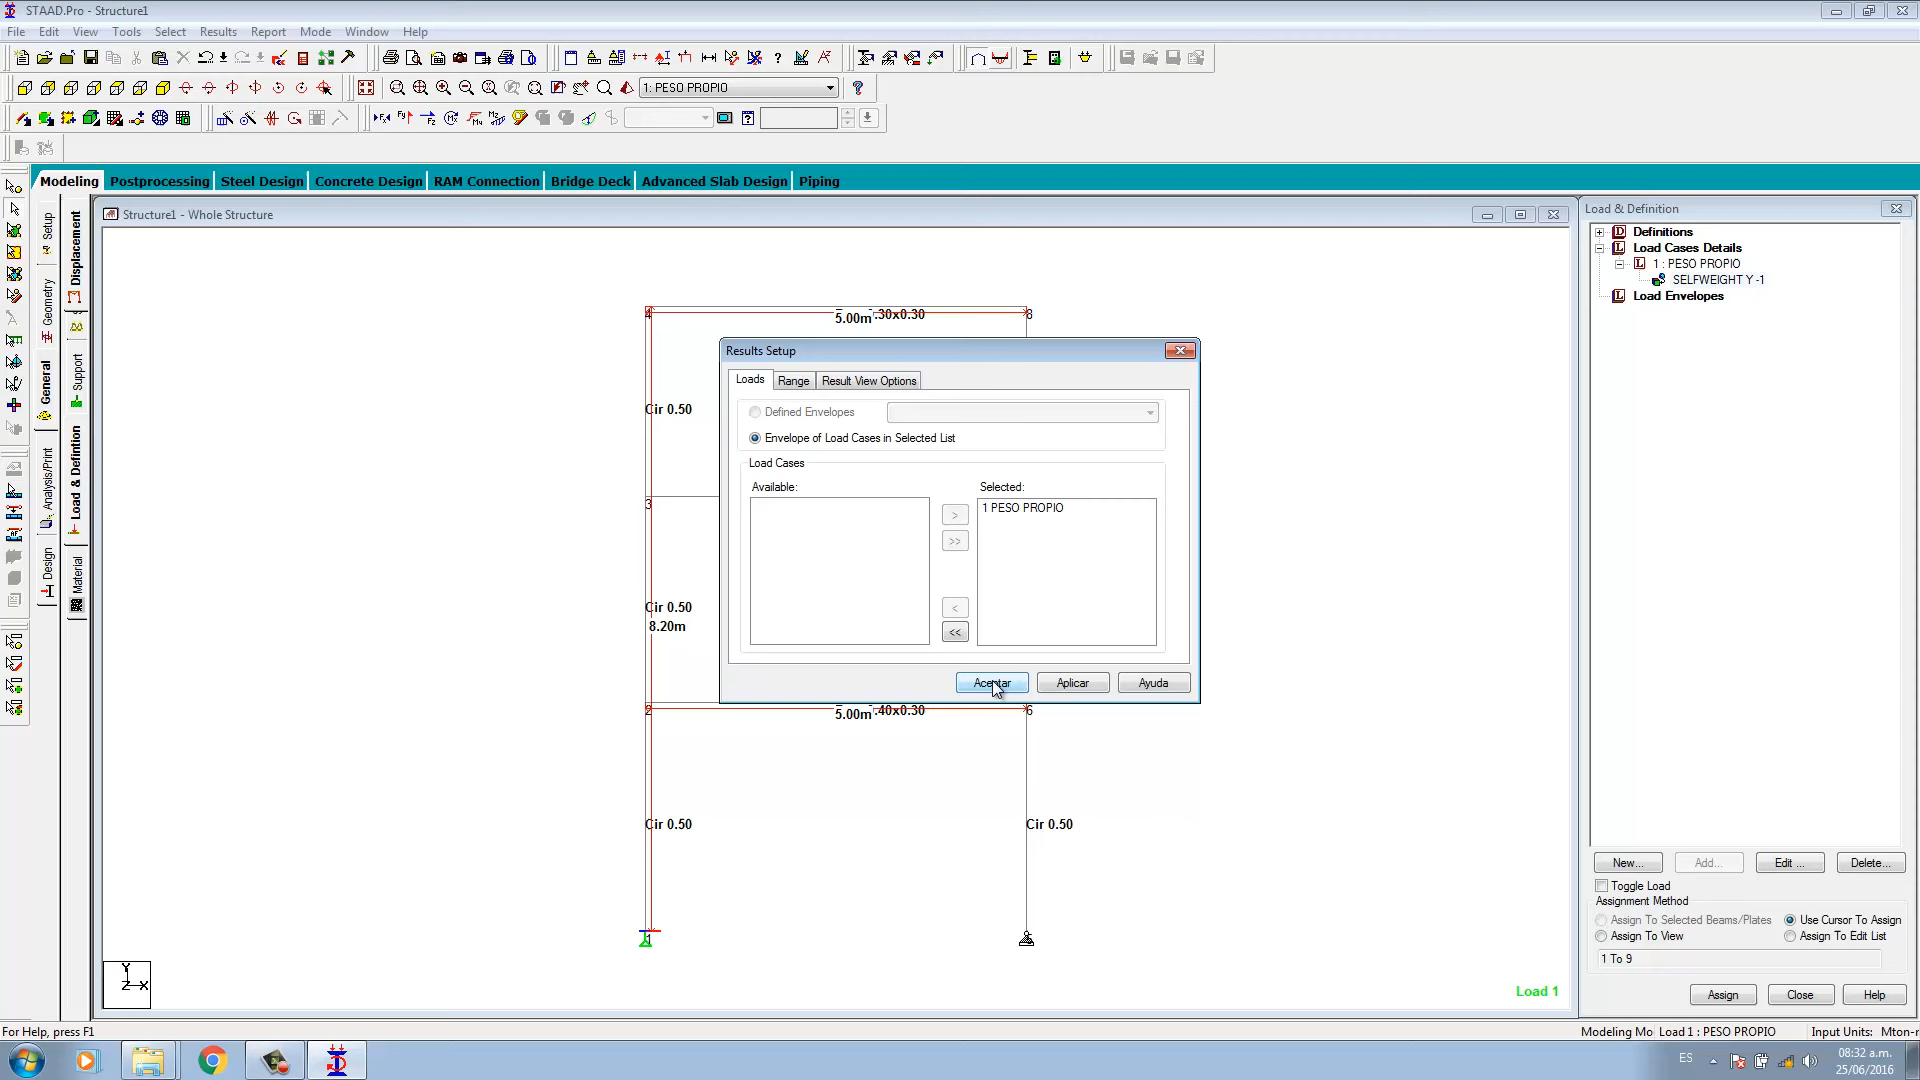 STAAD.Pro - Structure1
File Edit View Tools Select Results Report Mode Window Help
1: PESO PROPIO
Modeling Postprocessing Steel Design Concrete Design RAM Connection Bridge Deck Advanced Slab Design Piping
Structure1 - Whole Structure
Load & Definition
Setup
Geometry
General
Analysis/Print
Design
Displacement
Support
Load & Definition
Material
Definitions
Load Cases Details
1 : PESO PROPIO
SELFWEIGHT Y -1
Load Envelopes
4
5.00m
.30x0.30
8
Cir 0.50
3
Cir 0.50
8.20m
2
5.00m
.40x0.30
6
Cir 0.50
Cir 0.50
1
Y
Z X
Load 1
Results Setup
Loads Range Result View Options
Defined Envelopes
Envelope of Load Cases in Selected List
Load Cases
Available: Selected:
1 PESO PROPIO
>
>>
<
<<
Aceptar Aplicar Ayuda
New... Add... Edit ... Delete...
Toggle Load
Assignment Method
Assign To Selected Beams/Plates Use Cursor To Assign
Assign To View Assign To Edit List
1 To 9
Assign Close Help
For Help, press F1
Modeling Mo Load 1 : PESO PROPIO Input Units: Mton-
ES
08:32 a.m.
25/06/2016